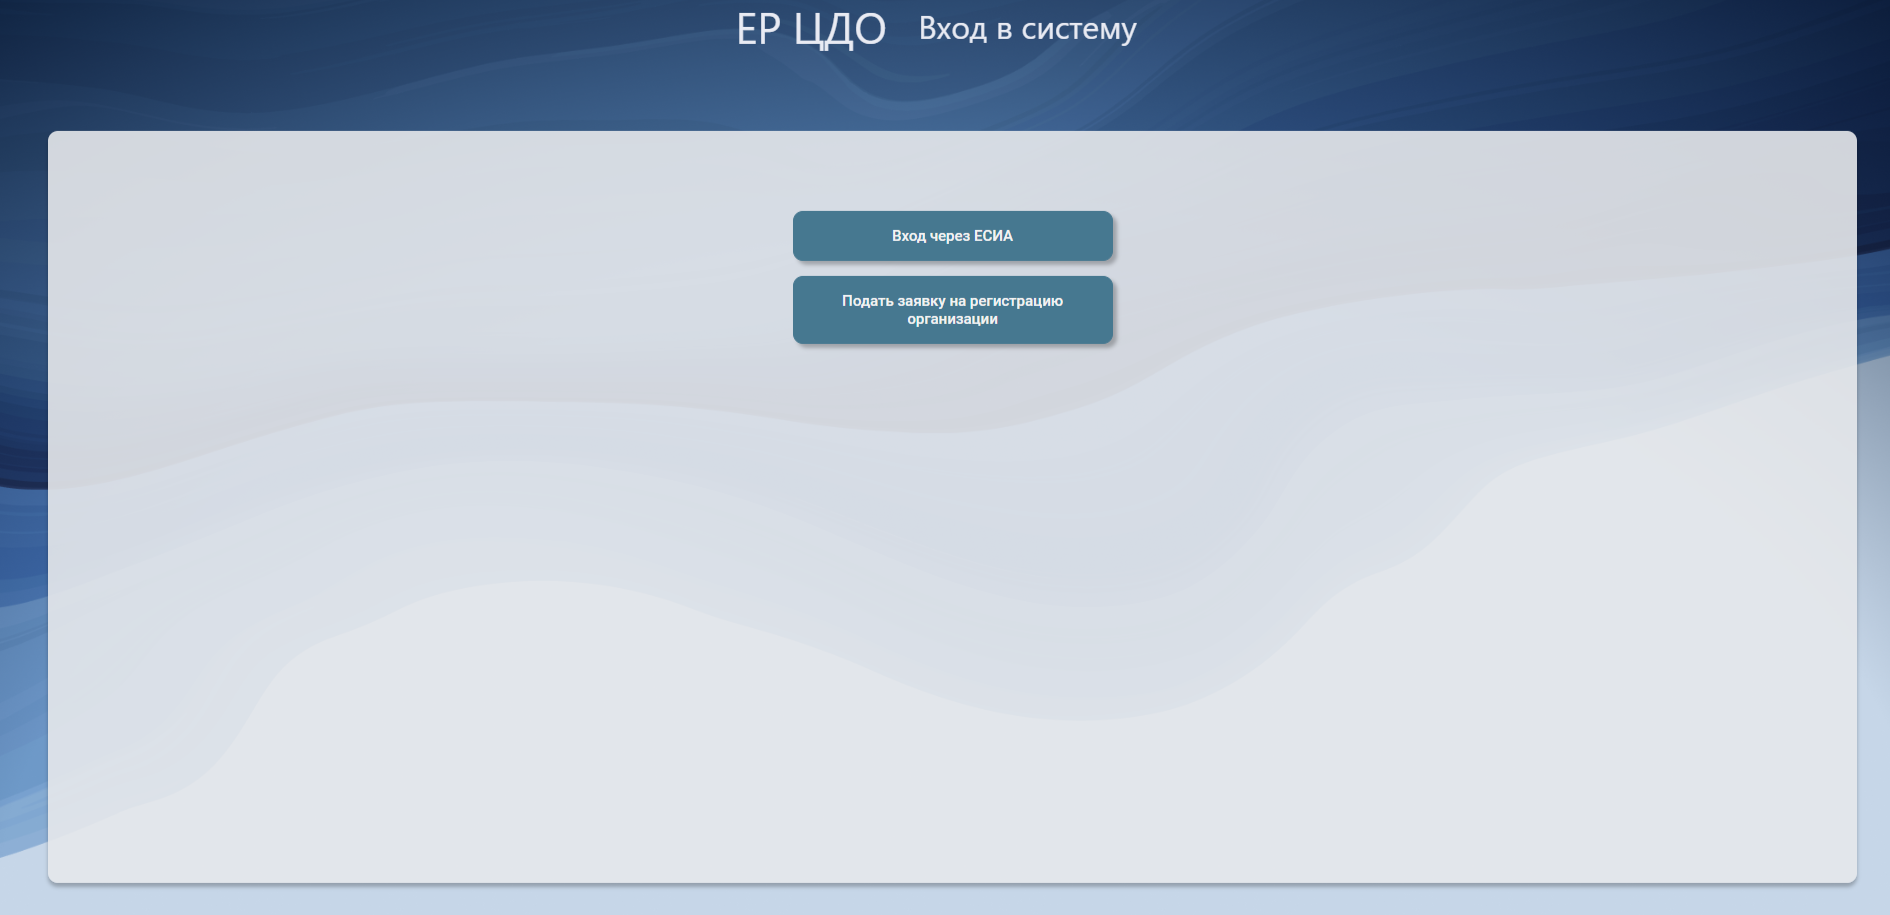 ЕР ЦДО Вход в систему
Вход через ЕСИА
Подать заявку на регистрацию
организации